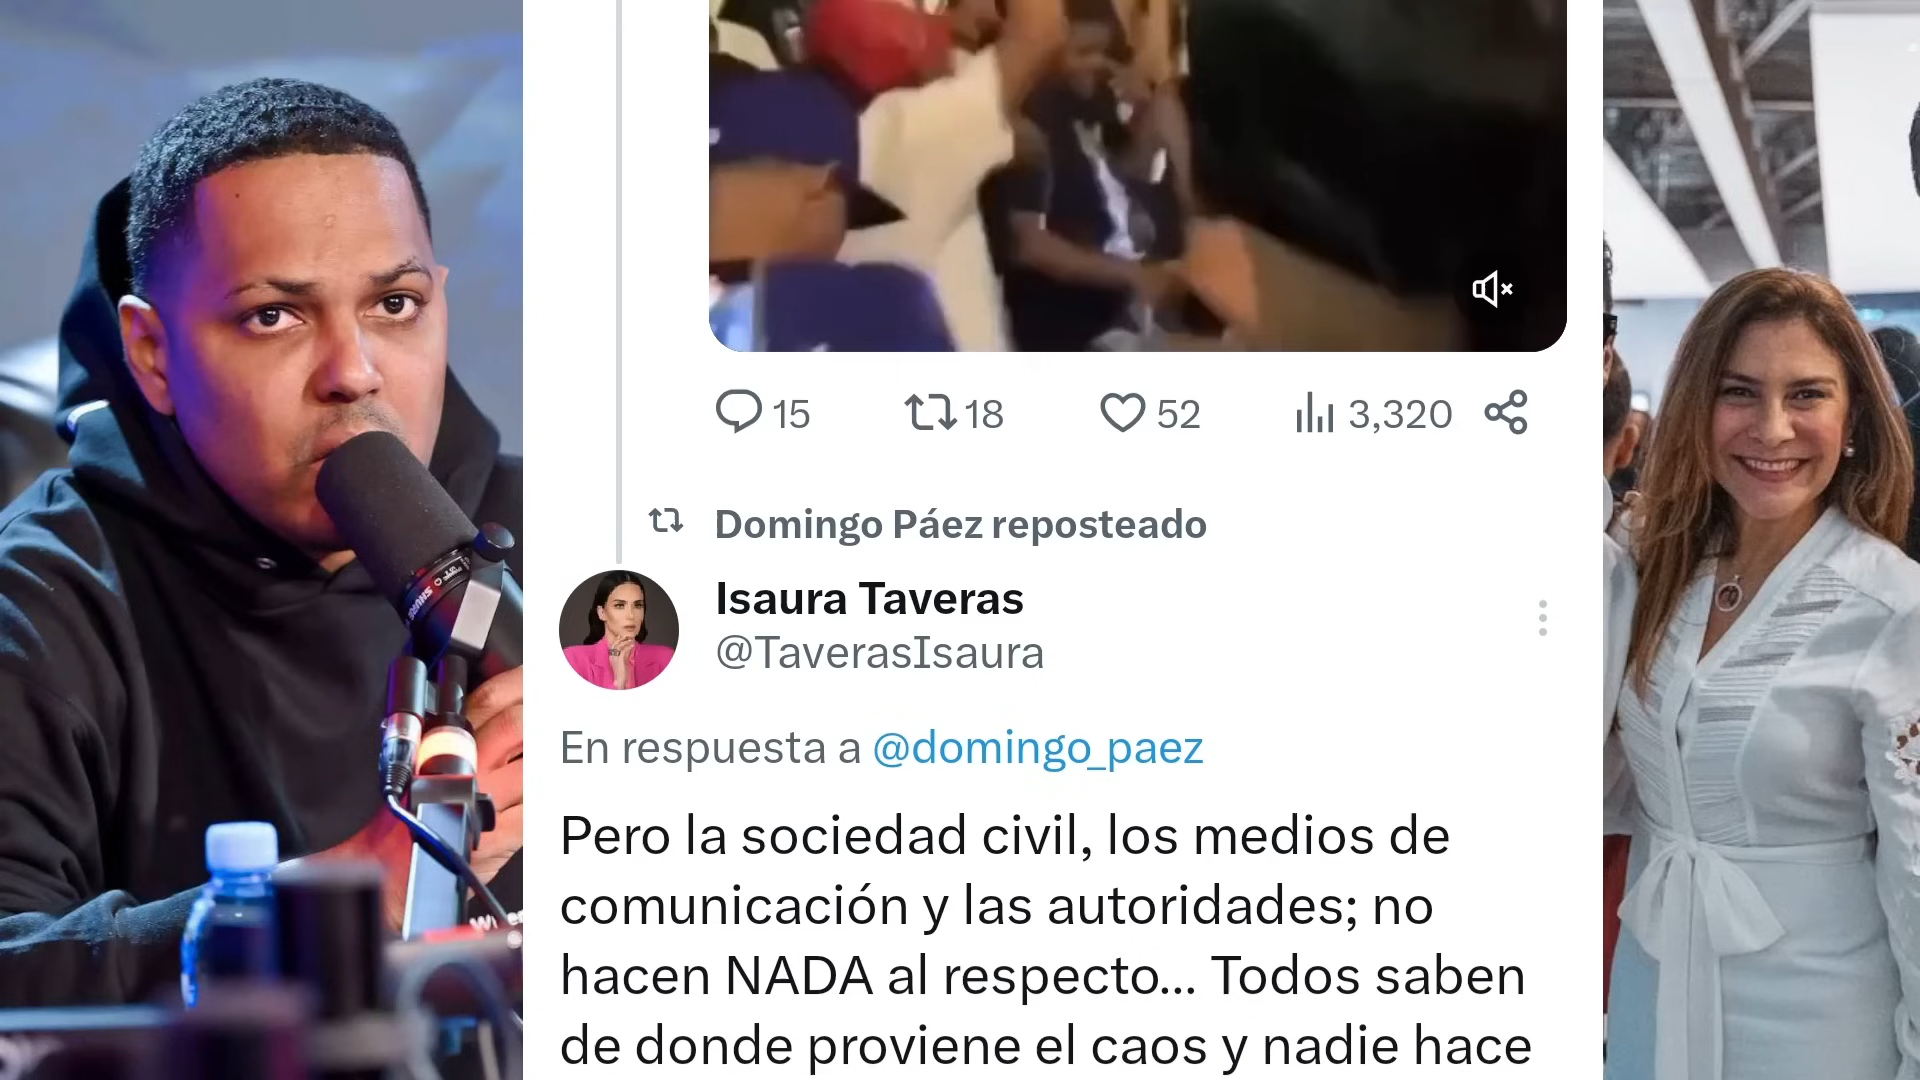 15 18 52 3,320
Domingo Páez reposteado
Isaura Taveras
@TaverasIsaura
En respuesta a @domingo_paez
Pero la sociedad civil, los medios de
comunicación y las autoridades; no
hacen NADA al respecto... Todos saben
de donde proviene el caos y nadie hace
SHURE